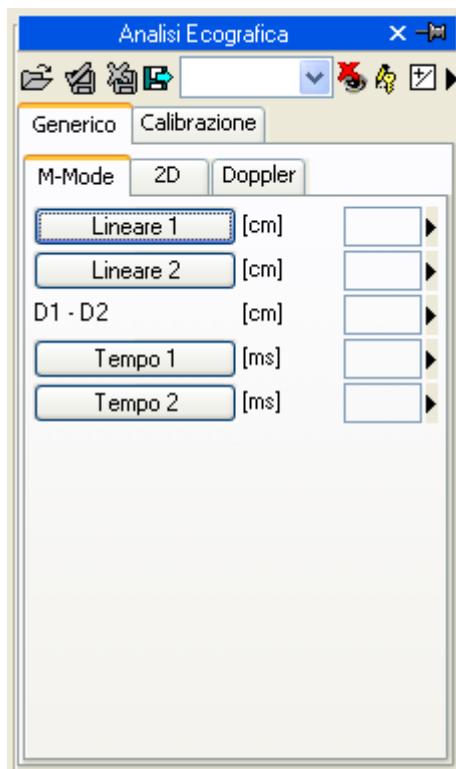 Analisi Ecografica
Generico Calibrazione
M-Mode 2D Doppler
Lineare 1 [cm]
Lineare 2 [cm]
D1 - D2 [cm]
Tempo 1 [ms]
Tempo 2 [ms]